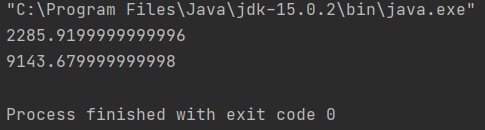 "C:\Program Files\Java\jdk-15.0.2\bin\java.exe"
2285.9199999999996
9143.679999999998
Process finished with exit code 0